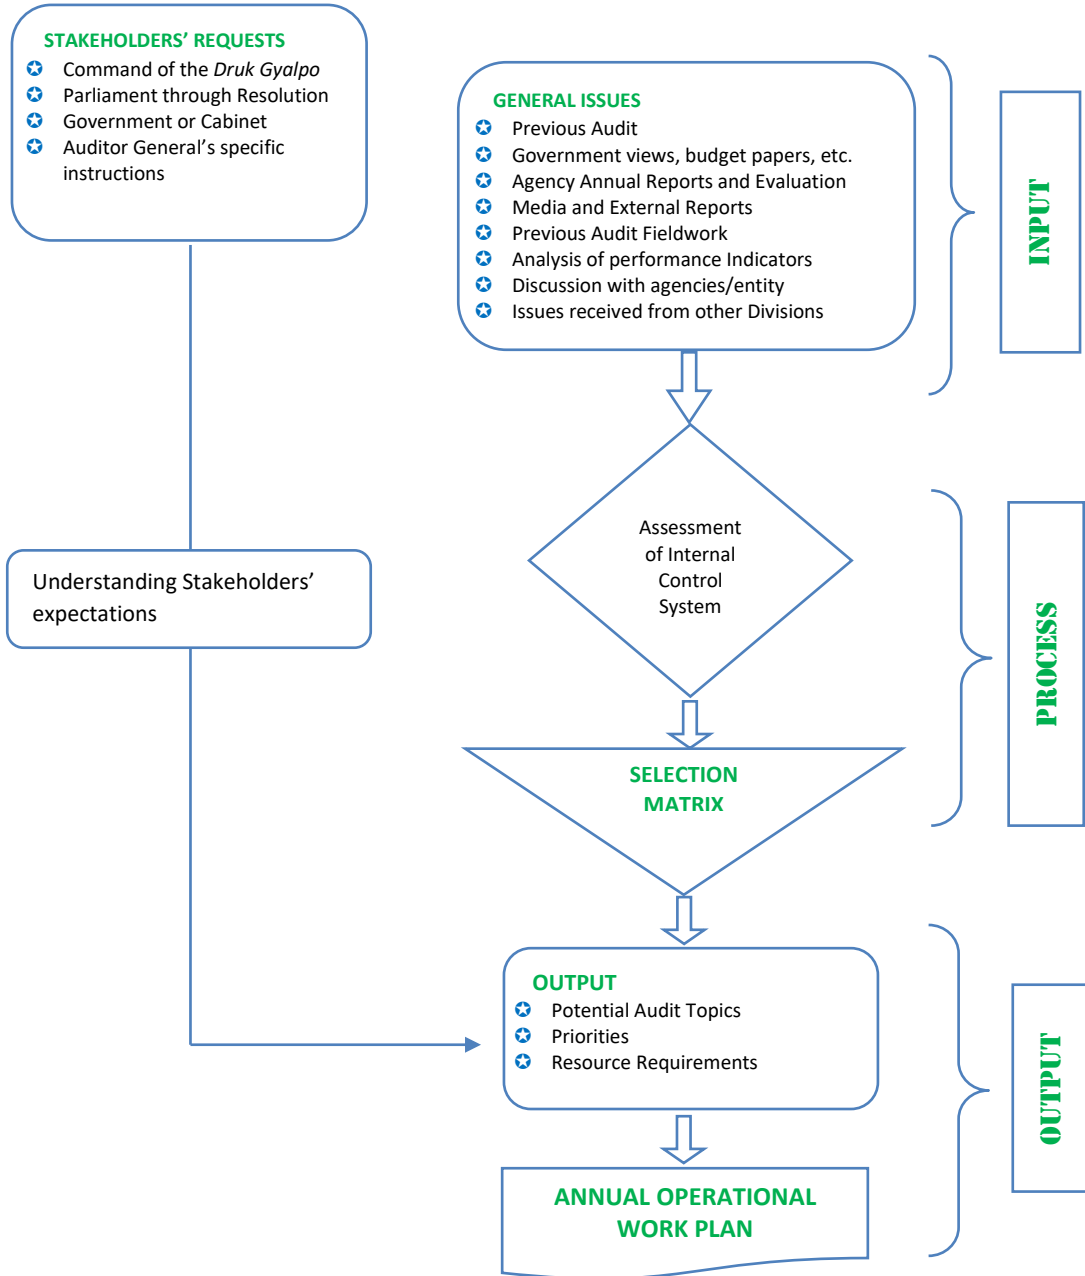 STAKEHOLDERS’ REQUESTS
Command of the Druk Gyalpo
Parliament through Resolution
Government or Cabinet
Auditor General’s specific
instructions
GENERAL ISSUES
Previous Audit
Government views, budget papers, etc.
Agency Annual Reports and Evaluation
Media and External Reports
Previous Audit Fieldwork
Analysis of performance Indicators
Discussion with agencies/entity
Issues received from other Divisions
INPUT
Assessment
of Internal
Control
System
Understanding Stakeholders’
expectations
PROCESS
SELECTION
MATRIX
OUTPUT
Potential Audit Topics
Priorities
Resource Requirements
OUTPUT
ANNUAL OPERATIONAL
WORK PLAN